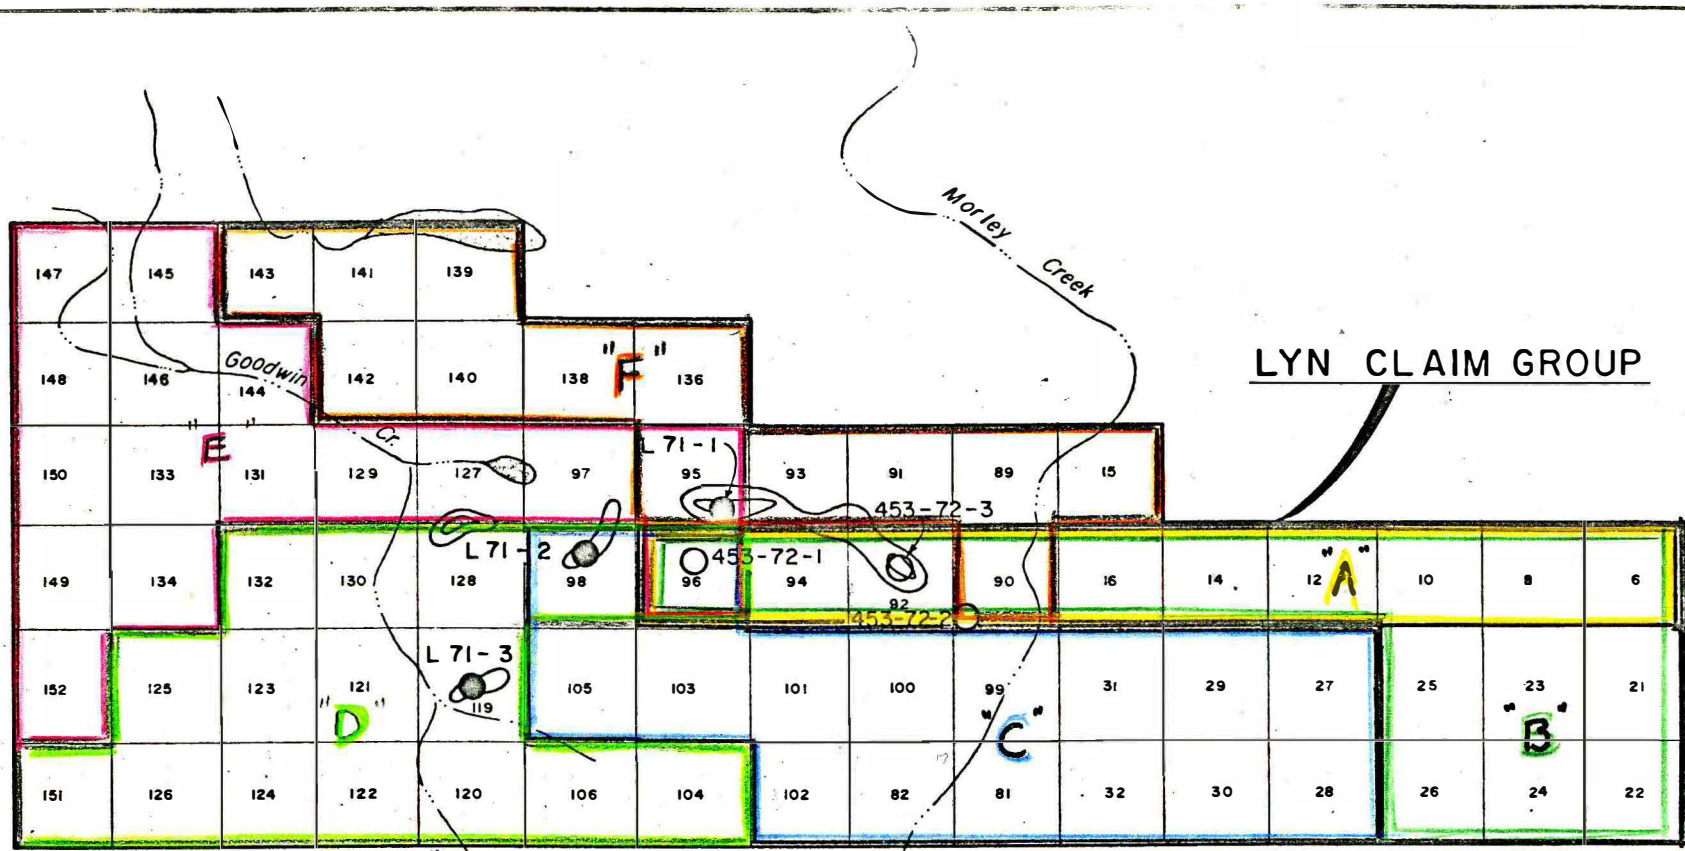 Morley
Creek
LYN CLAIM GROUP
147 145 143 141 139
Goodwin
148 146 144 142 140 138 "F" 136
"E"
Cr.
L 71-1
150 133 131 129 127 97 95 93 91 89 15
453-72-3
L 71-2
453-72-1
"A"
149 134 132 130 128 98 96 94 92 90 16 14 12 10 8 6
453-72-2
L 71-3
152 125 123 121 119 105 103 101 100 99 31 29 27 25 23 21
"D"
"C"
"B"
151 126 124 122 120 106 104 102 82 81 32 30 28 26 24 22